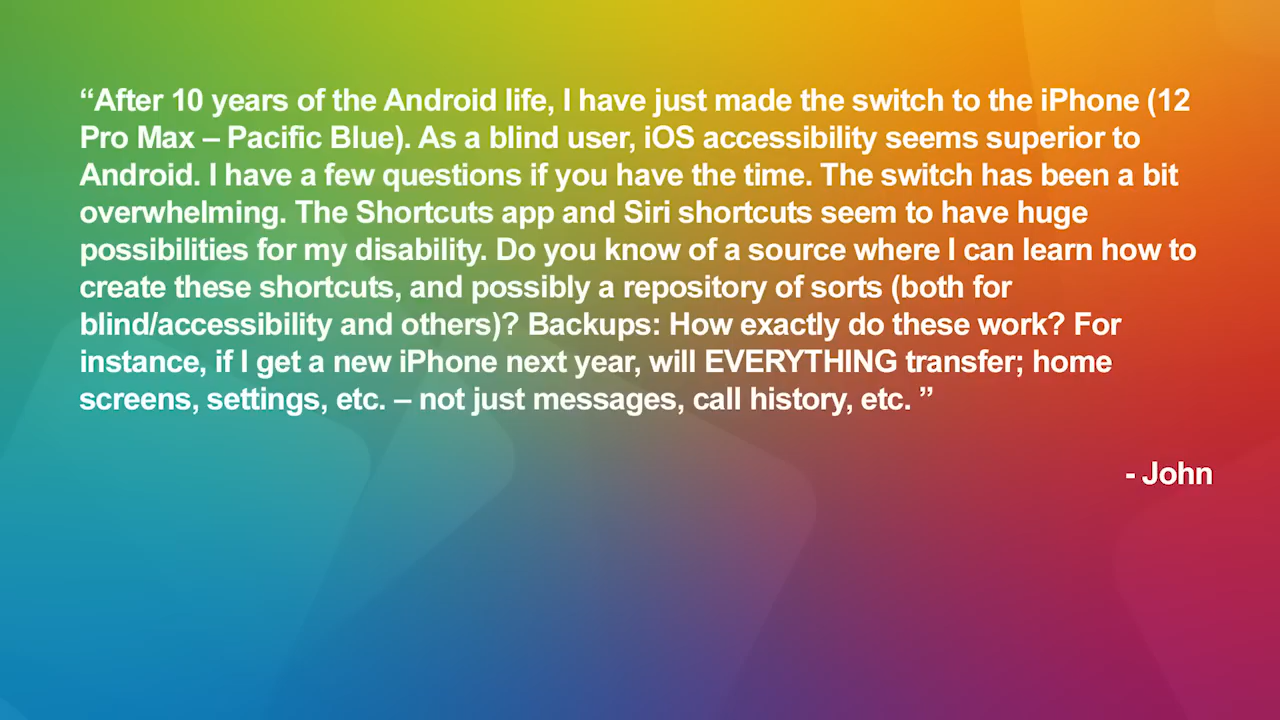 “After 10 years of the Android life, I have just made the switch to the iPhone (12
Pro Max – Pacific Blue). As a blind user, iOS accessibility seems superior to
Android. I have a few questions if you have the time. The switch has been a bit
overwhelming. The Shortcuts app and Siri shortcuts seem to have huge
possibilities for my disability. Do you know of a source where I can learn how to
create these shortcuts, and possibly a repository of sorts (both for
blind/accessibility and others)? Backups: How exactly do these work? For
instance, if I get a new iPhone next year, will EVERYTHING transfer; home
screens, settings, etc. – not just messages, call history, etc. ”
- John